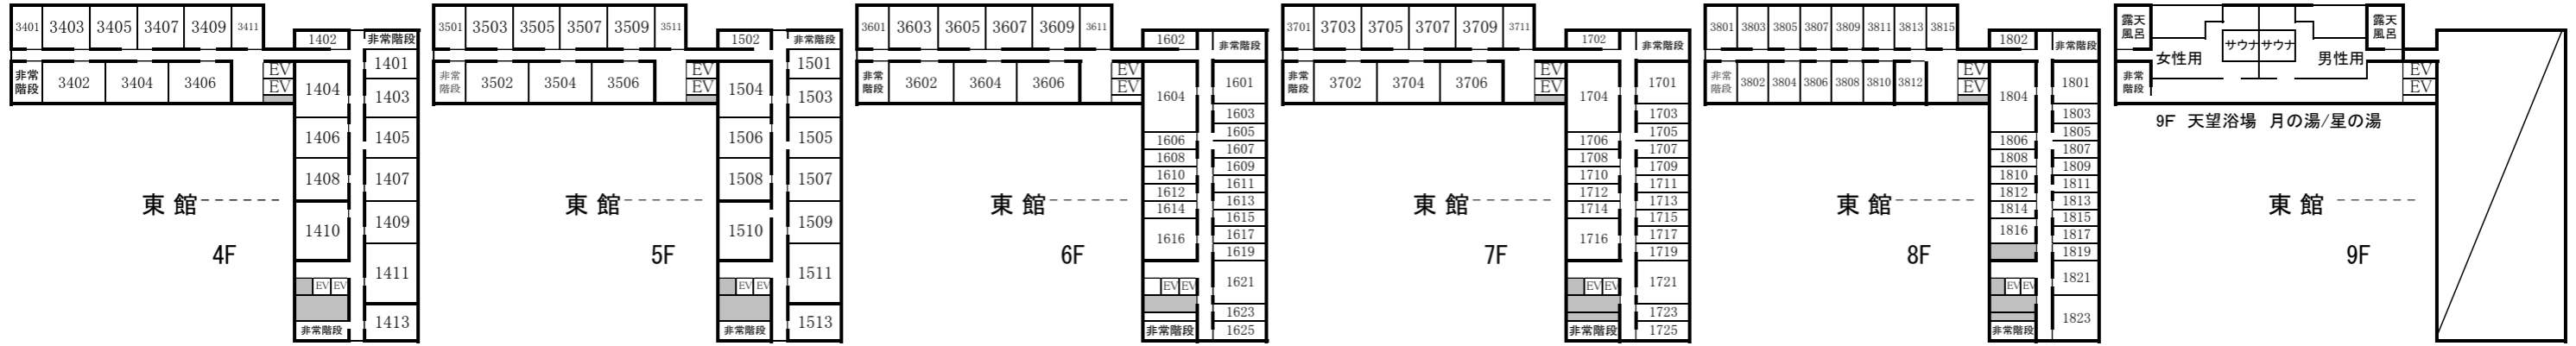 3401 3403 3405 3407 3409 3411
1402 非常階段
非常階段 3402 3404 3406 EV
EV
1401
1404 1403
1406 1405
1408 1407
1410 1409
1411
EV EV
非常階段 1413
東館
4F
3501 3503 3505 3507 3509 3511
1502 非常階段
非常階段 3502 3504 3506 EV
EV
1501
1504 1503
1506 1505
1508 1507
1510 1509
1511
EV EV
非常階段 1513
東館
5F
3601 3603 3605 3607 3609 3611
1602 非常階段
非常階段 3602 3604 3606 EV
EV
1601
1604 1603
1605
1606 1607
1608 1609
1610 1611
1612 1613
1614 1615
1616 1617
1619
1621
EV EV
1623
非常階段 1625
東館
6F
3701 3703 3705 3707 3709 3711
1702 非常階段
非常階段 3702 3704 3706 EV
EV
1701
1704 1703
1705
1706 1707
1708 1709
1710 1711
1712 1713
1714 1715
1716 1717
1719
1721
EV EV
1723
非常階段 1725
東館
7F
3801 3803 3805 3807 3809 3811 3813 3815
1802 非常階段
非常階段 3802 3804 3806 3808 3810 3812 EV
EV
1801
1804 1803
1805
1806 1807
1808 1809
1810 1811
1812 1813
1814 1815
1816 1817
1819
1821
EV EV
1823
非常階段
東館
8F
露天風呂 サウナ サウナ 露天風呂
女性用 男性用
非常階段 EV
EV
9F 天望浴場 月の湯/星の湯
東館
9F